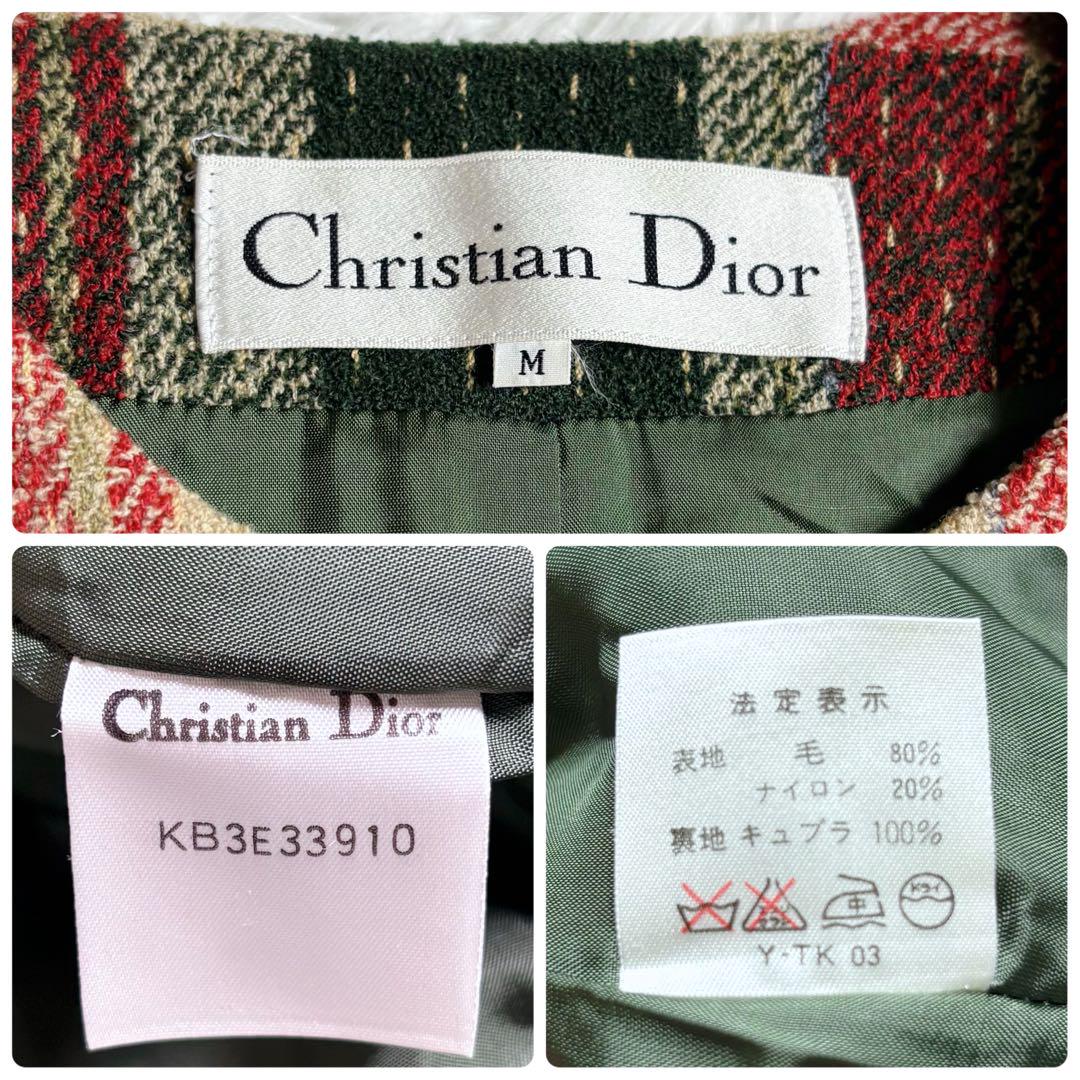 Christian Dior
M
Christian Dior
KB3E33910
法定表示
表地 毛 80%
ナイロン 20%
裏地 キュプラ 100%
中 ドライ
Y-TK 03